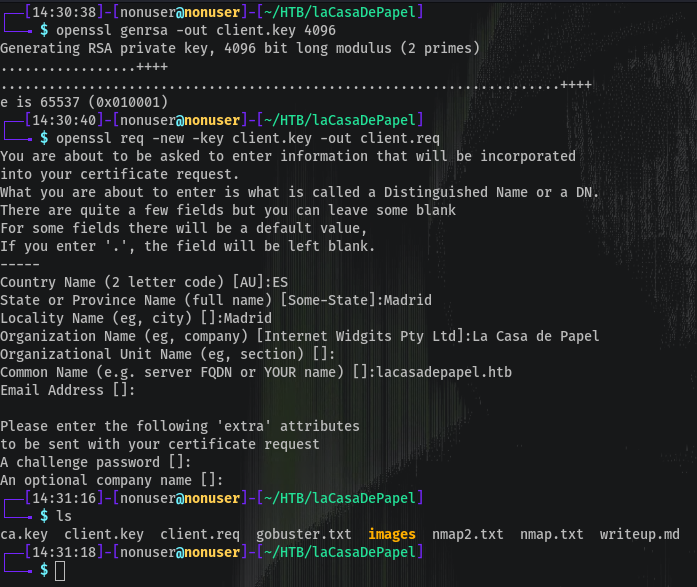 [14:30:38]-[nonuser@nonuser]-[~/HTB/laCasaDePapel]
$ openssl genrsa -out client.key 4096
Generating RSA private key, 4096 bit long modulus (2 primes)
.................++++
......................................................................++++
e is 65537 (0x010001)
[14:30:40]-[nonuser@nonuser]-[~/HTB/laCasaDePapel]
$ openssl req -new -key client.key -out client.req
You are about to be asked to enter information that will be incorporated
into your certificate request.
What you are about to enter is what is called a Distinguished Name or a DN.
There are quite a few fields but you can leave some blank
For some fields there will be a default value,
If you enter '.', the field will be left blank.
-----
Country Name (2 letter code) [AU]:ES
State or Province Name (full name) [Some-State]:Madrid
Locality Name (eg, city) []:Madrid
Organization Name (eg, company) [Internet Widgits Pty Ltd]:La Casa de Papel
Organizational Unit Name (eg, section) []:
Common Name (e.g. server FQDN or YOUR name) []:lacasadepapel.htb
Email Address []:
Please enter the following 'extra' attributes
to be sent with your certificate request
A challenge password []:
An optional company name []:
[14:31:16]-[nonuser@nonuser]-[~/HTB/laCasaDePapel]
$ ls
ca.key client.key client.req gobuster.txt images nmap2.txt nmap.txt writeup.md
[14:31:18]-[nonuser@nonuser]-[~/HTB/laCasaDePapel]
$